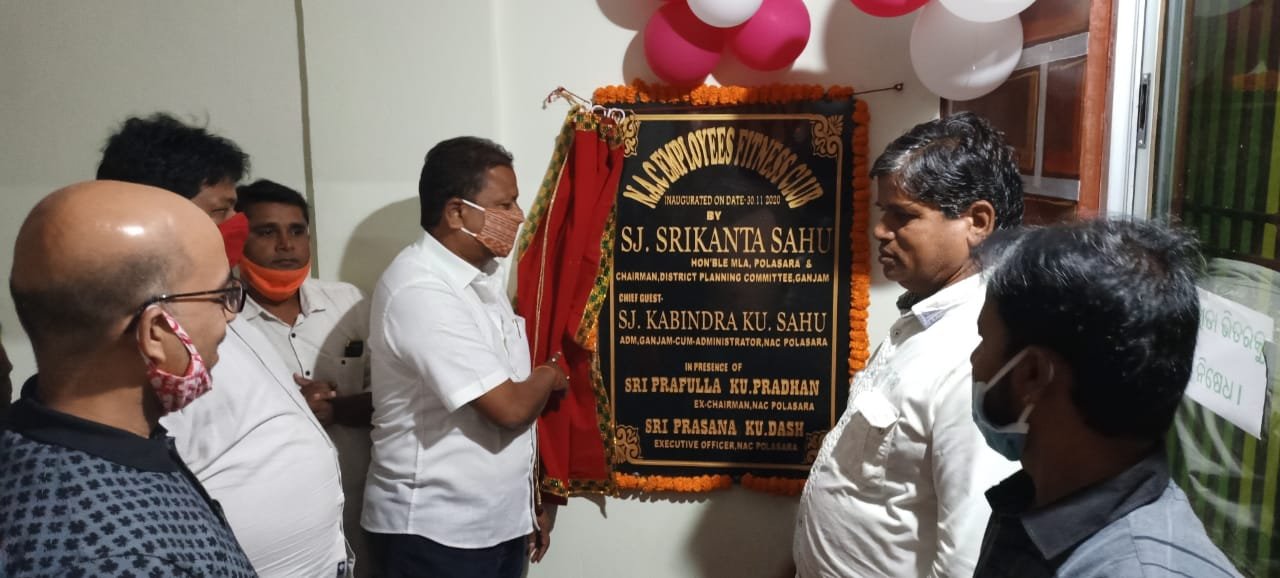 N.A.C EMPLOYEES FITNESS CLUB
INAUGURATED ON DATE-30.11 2020
BY
SJ. SRIKANTA SAHU
HON'BLE MLA, POLASARA &
CHAIRMAN,DISTRICT PLANNING COMMITTEE,GANJAM
CHIEF GUEST-
SJ. KABINDRA KU. SAHU
ADM,GANJAM-CUM-ADMINISTRATOR,NAC POLASARA
IN PRESENCE OF
SRI PRAFULLA KU.PRADHAN
EX-CHAIRMAN,NAC POLASARA
SRI PRASANA KU.DASH
EXECUTIVE OFFICER,NAC POLASARA
ଭିତରକୁ
ନିଷେଧ ।